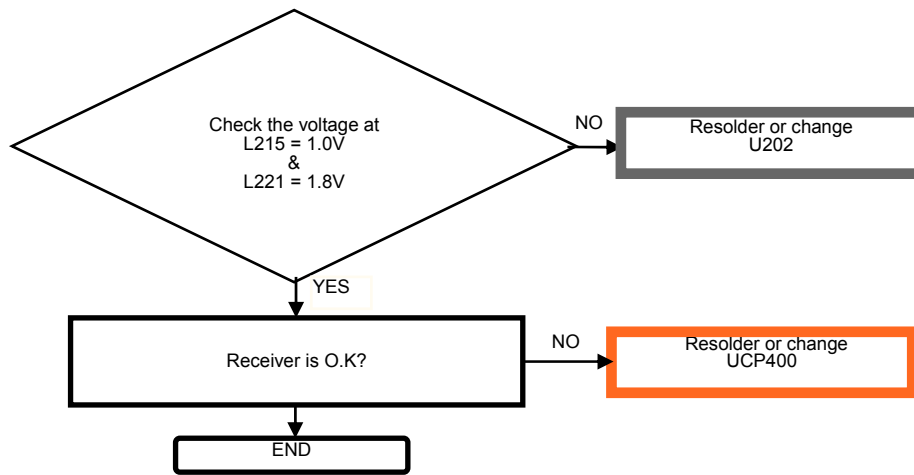 Check the voltage at
L215 = 1.0V
&
L221 = 1.8V
NO
Resolder or change
U202
YES
Receiver is O.K?
NO
Resolder or change
UCP400
END